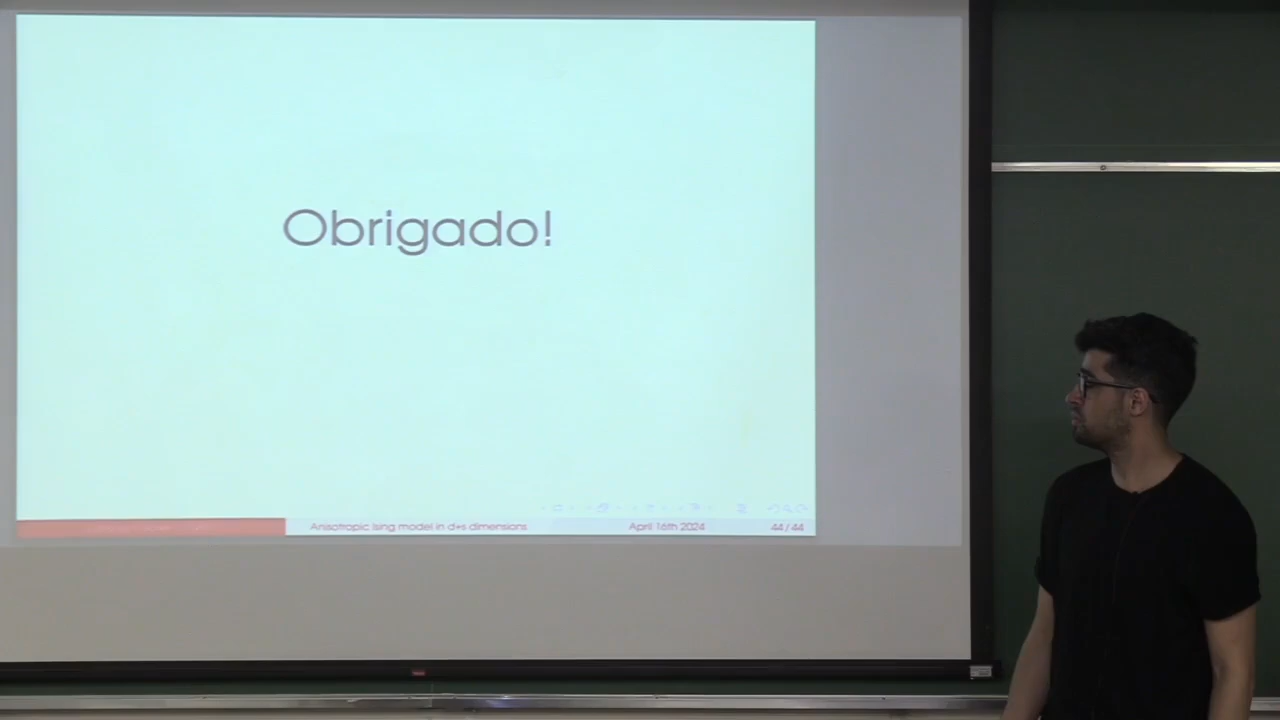 Obrigado!
Anisotropic Ising model in d+s dimensions April 16th 2024 44 / 44